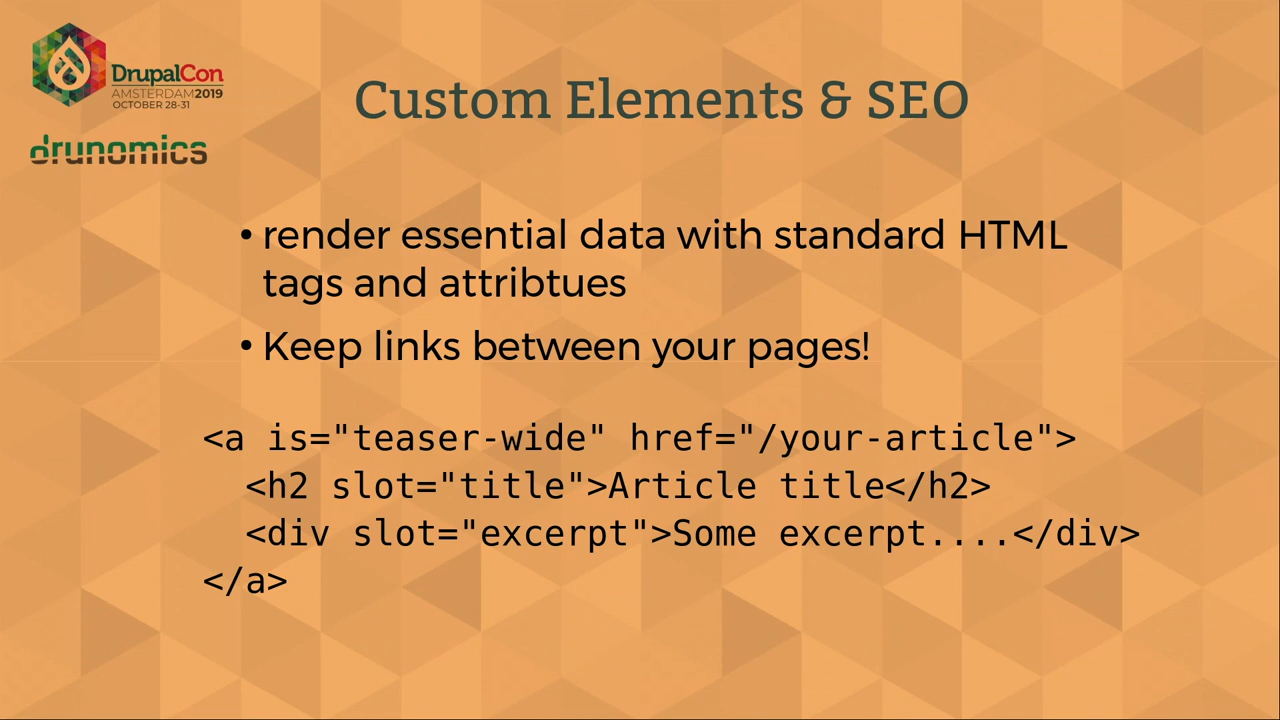 DrupalCon
AMSTERDAM2019
OCTOBER 28-31
drunomics
Custom Elements & SEO
• render essential data with standard HTML
tags and attribtues
• Keep links between your pages!
<a is="teaser-wide" href="/your-article">
<h2 slot="title">Article title</h2>
<div slot="excerpt">Some excerpt....</div>
</a>